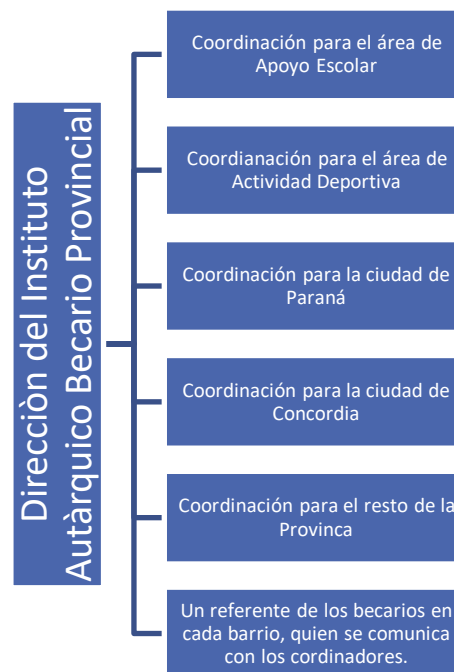 Direcciòn del Instituto
Autàrquico Becario Provincial
Coordinación para el área de
Apoyo Escolar
Coordianación para el área de
Actividad Deportiva
Coordinación para la ciudad de
Paraná
Coordinación para la ciudad de
Concordia
Coordinación para el resto de la
Provinca
Un referente de los becarios en
cada barrio, quien se comunica
con los cordinadores.